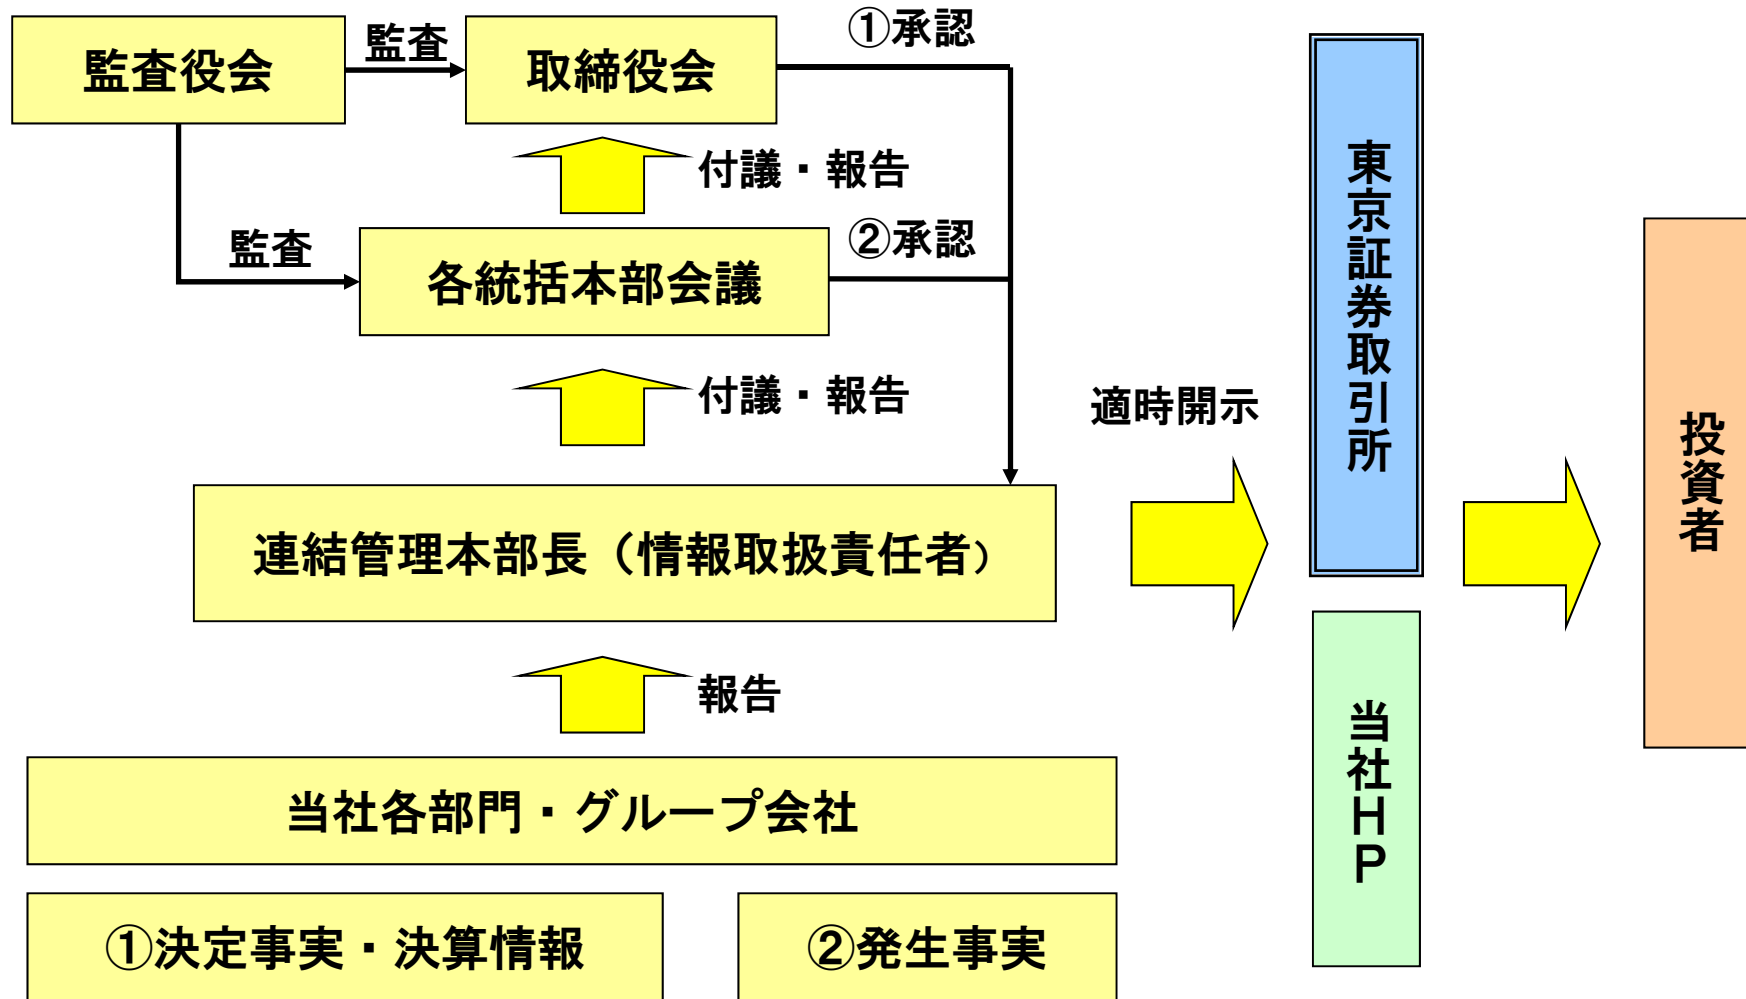 監査役会
監査
取締役会
①承認
付議・報告
監査
各統括本部会議
②承認
付議・報告
連結管理本部長（情報取扱責任者）
報告
当社各部門・グループ会社
①決定事実・決算情報
②発生事実
適時開示
東京証券取引所
当社ＨＰ
投資者